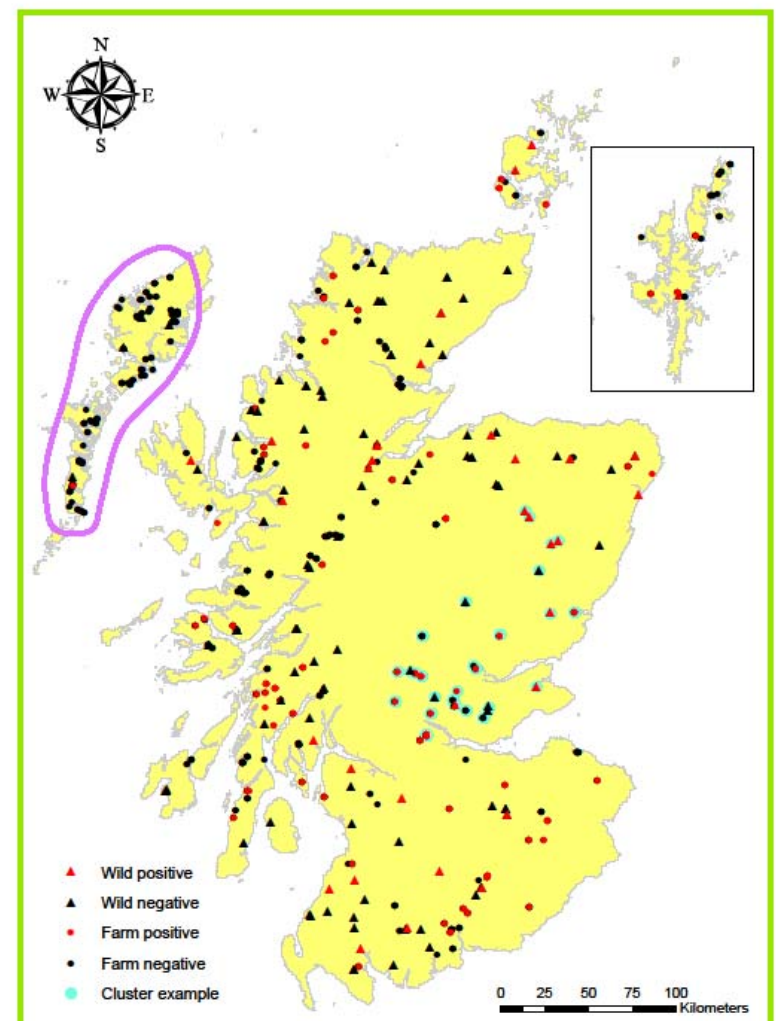 N
W E
S
Wild positive
Wild negative
Farm positive
Farm negative
Cluster example
0 25 50 75 100
Kilometers